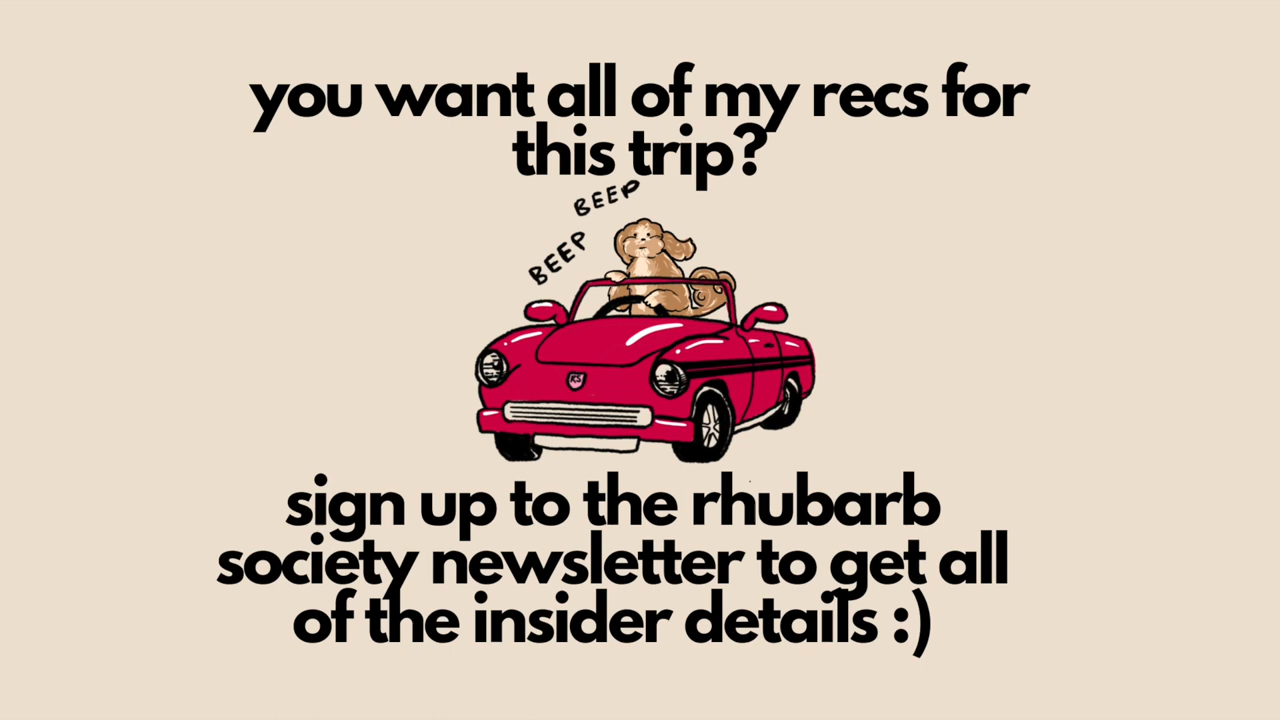 you want all of my recs for
this trip?
BEEP
BEEP
RS
sign up to the rhubarb
society newsletter to get all
of the insider details :)